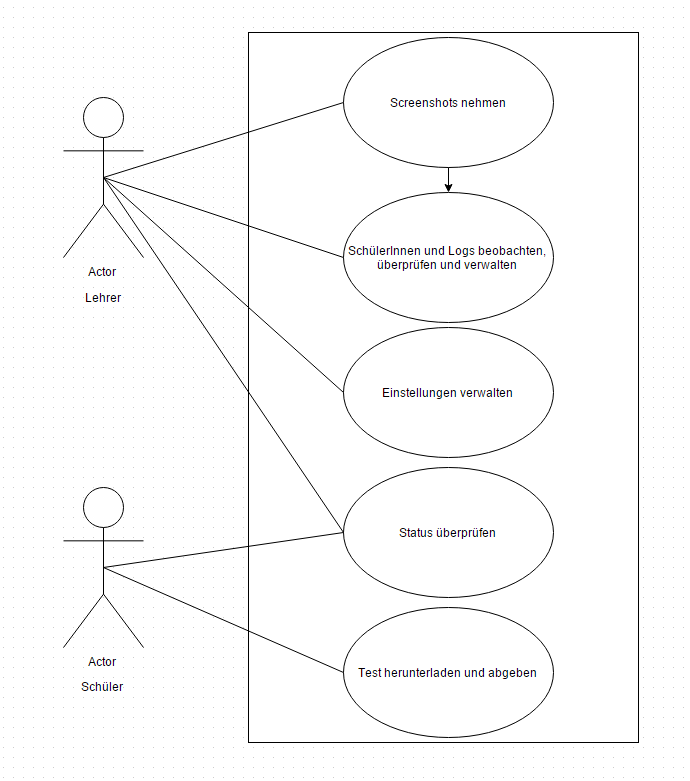 Screenshots nehmen
SchülerInnen und Logs beobachten,
überprüfen und verwalten
Actor
Lehrer
Einstellungen verwalten
Status überprüfen
Actor
Schüler
Test herunterladen und abgeben